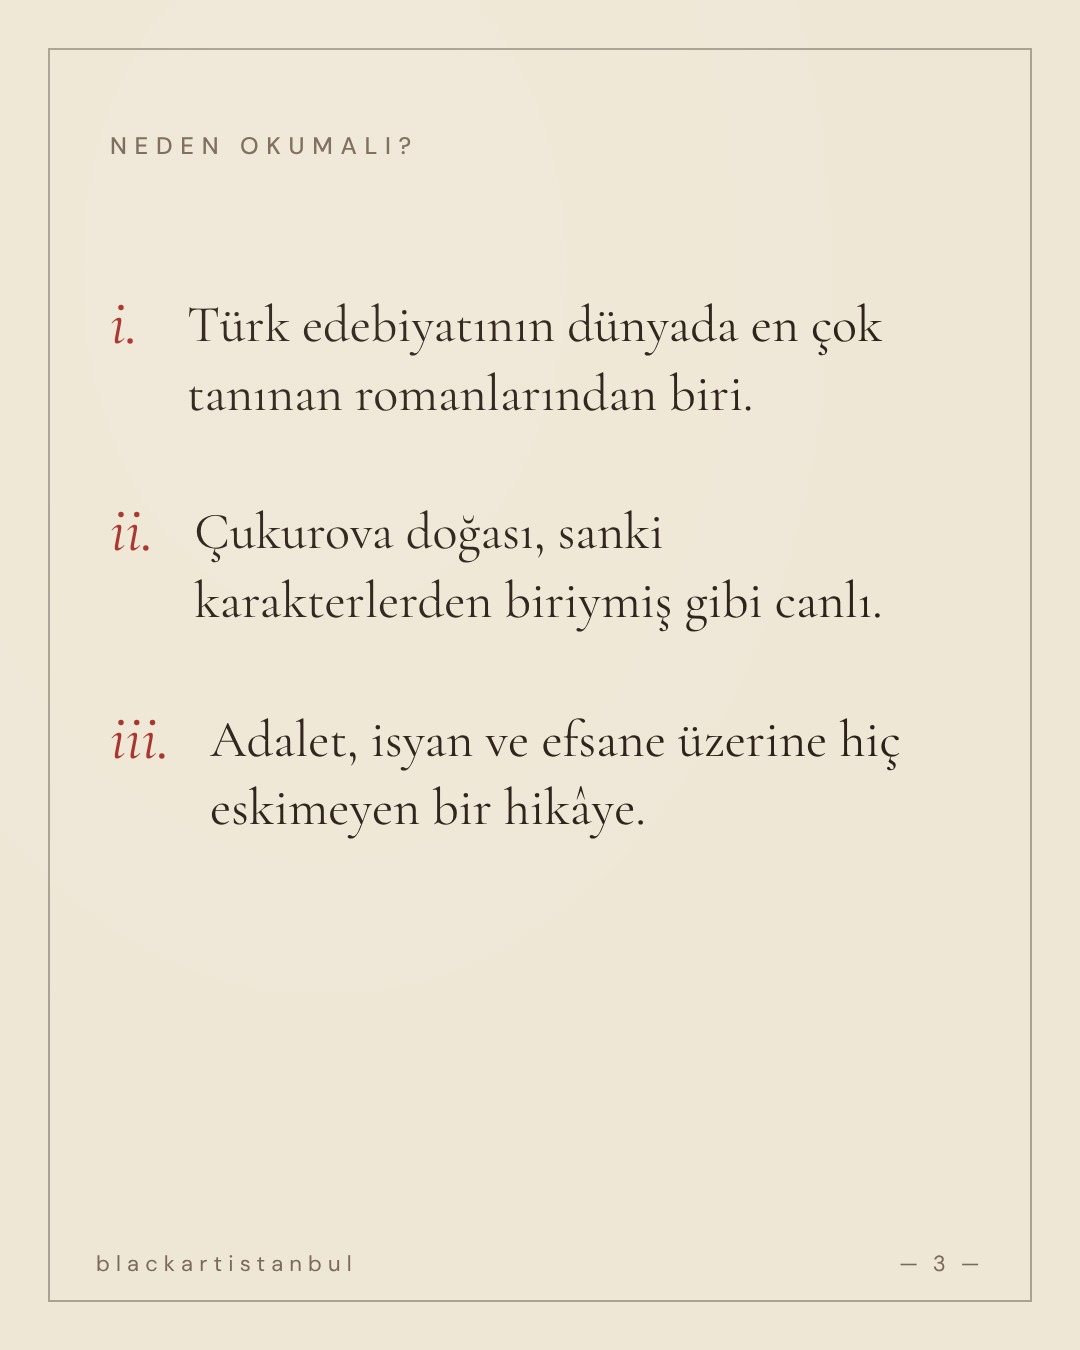 NEDEN OKUMALI?
i. Türk edebiyatının dünyada en çok
tanınan romanlarından biri.
ii. Çukurova doğası, sanki
karakterlerden biriymiş gibi canlı.
iii. Adalet, isyan ve efsane üzerine hiç
eskimeyen bir hikâye.
blackartistanbul
— 3 —